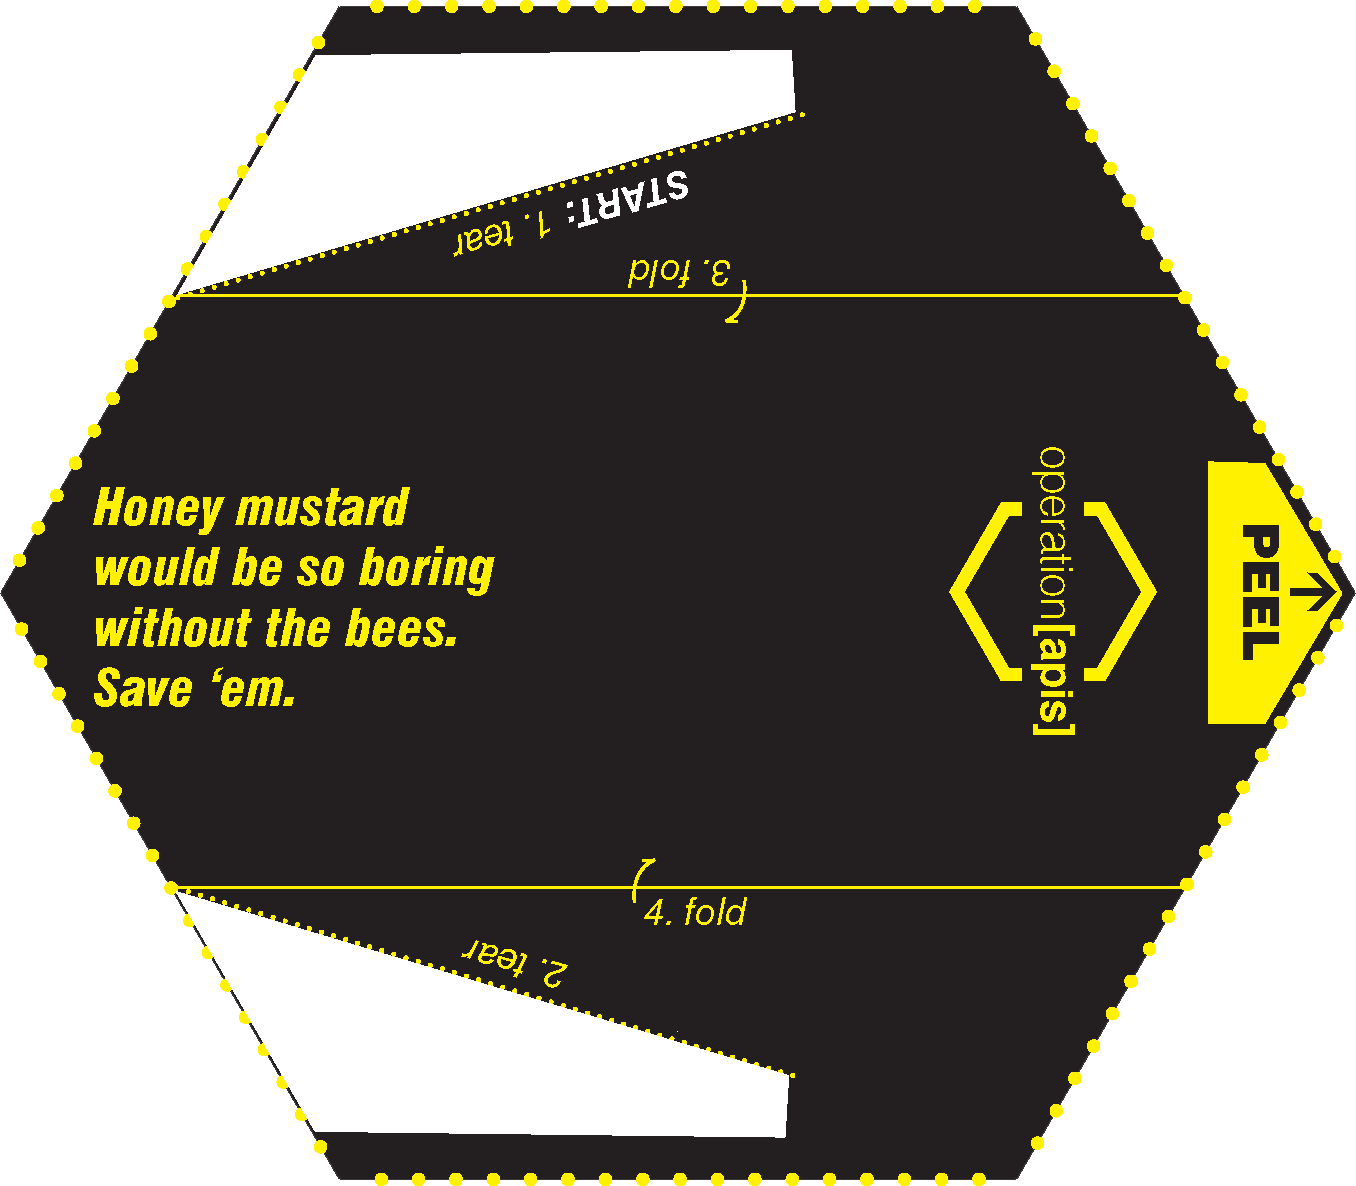 START: 1. tear
3. fold
Honey mustard
would be so boring
without the bees.
Save ‘em.
operation[apis]
PEEL
4. fold
2. tear